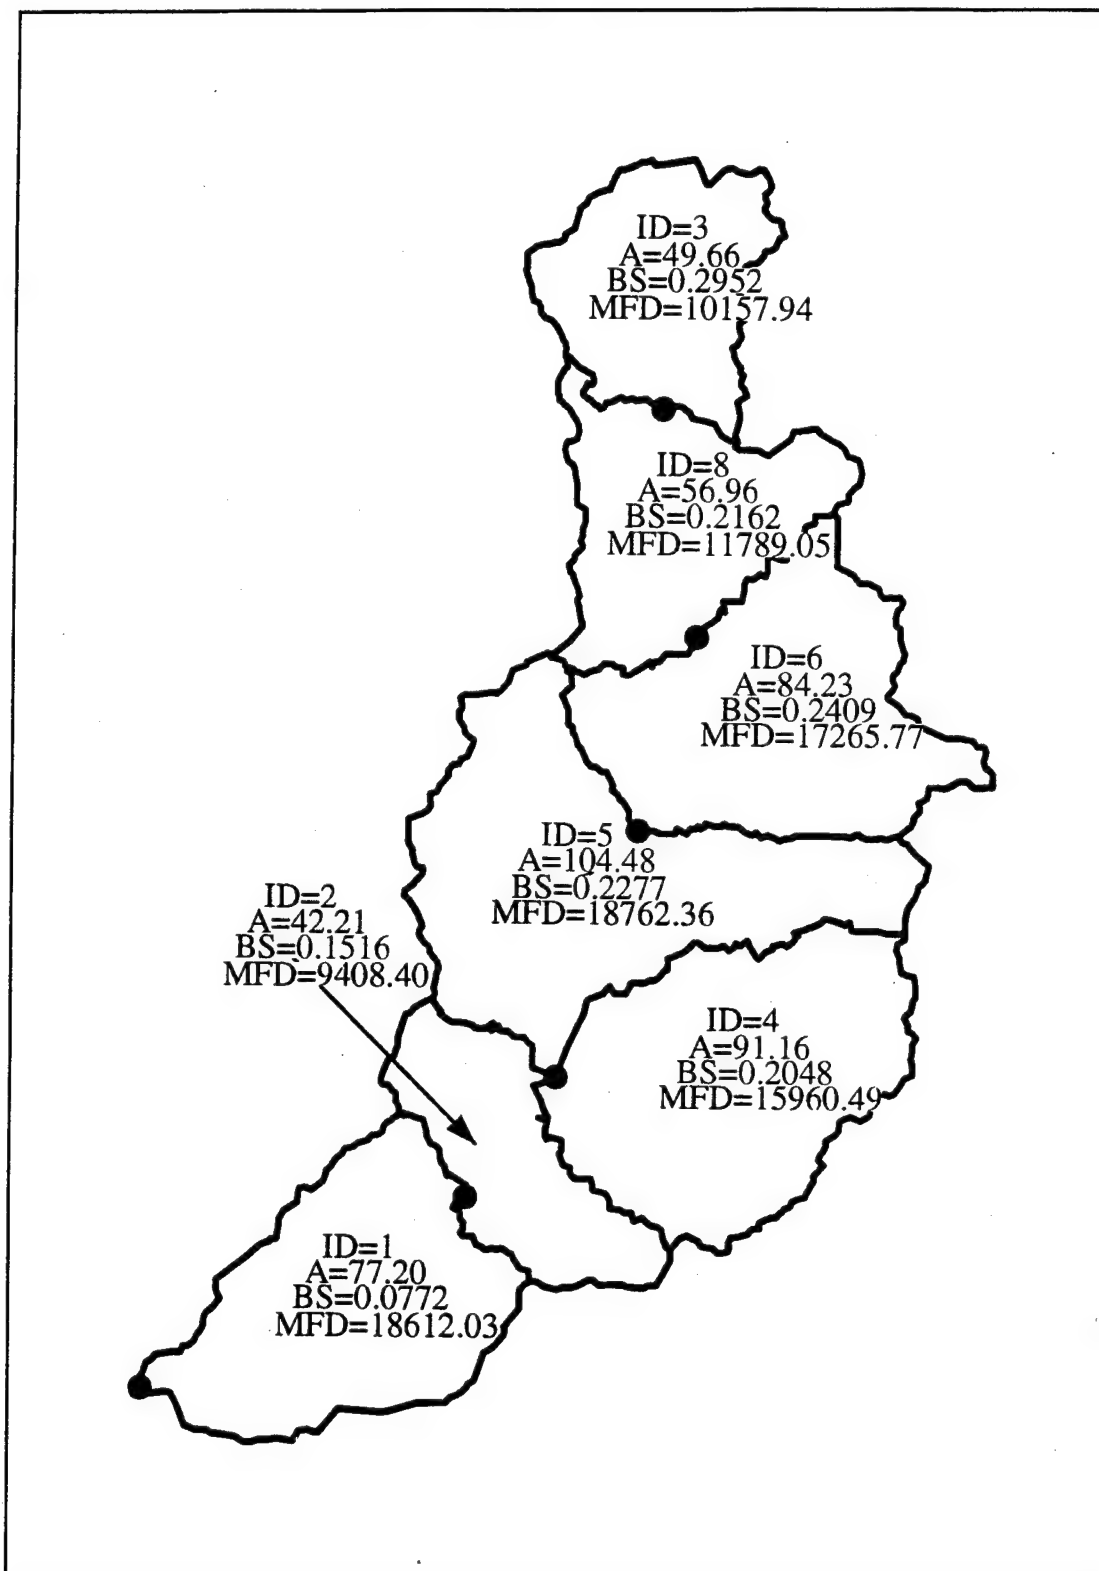 ID=3
A=49.66
BS=0.2952
MFD=10157.94
ID=8
A=56.96
BS=0.2162
MFD=11789.05
ID=6
A=84.23
BS=0.2409
MFD=17265.77
ID=5
A=104.48
BS=0.2277
MFD=18762.36
ID=2
A=42.21
BS=0.1516
MFD=9408.40
ID=4
A=91.16
BS=0.2048
MFD=15960.49
ID=1
A=77.20
BS=0.0772
MFD=18612.03